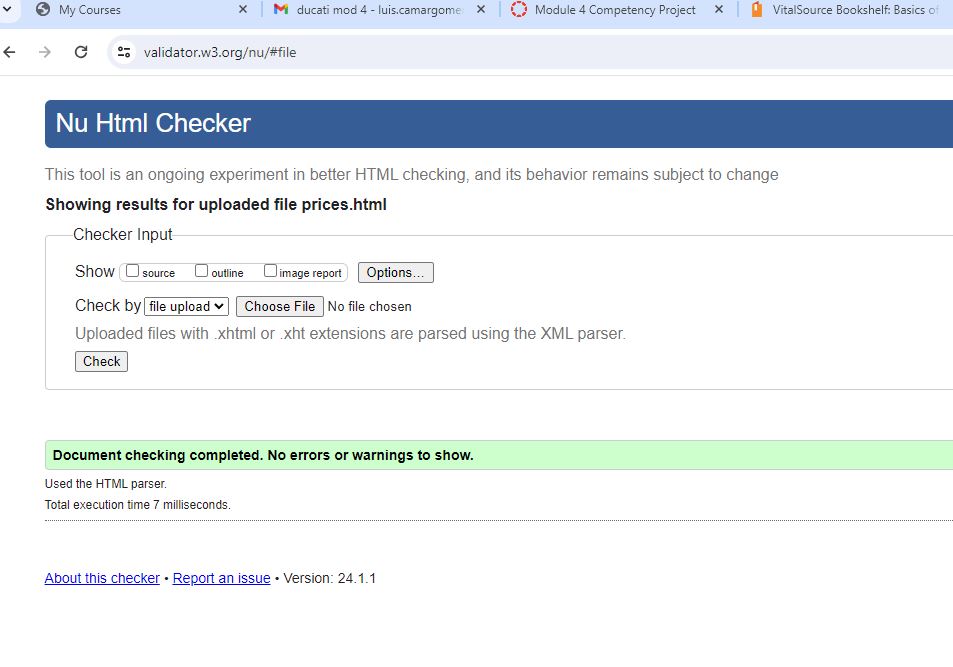 My Courses
ducati mod 4 - luis.camargome
Module 4 Competency Project
VitalSource Bookshelf: Basics of
validator.w3.org/nu/#file
Nu Html Checker
This tool is an ongoing experiment in better HTML checking, and its behavior remains subject to change
Showing results for uploaded file prices.html
Checker Input
Show source outline image report Options...
Check by file upload Choose File No file chosen
Uploaded files with .xhtml or .xht extensions are parsed using the XML parser.
Check
Document checking completed. No errors or warnings to show.
Used the HTML parser.
Total execution time 7 milliseconds.
About this checker • Report an issue • Version: 24.1.1